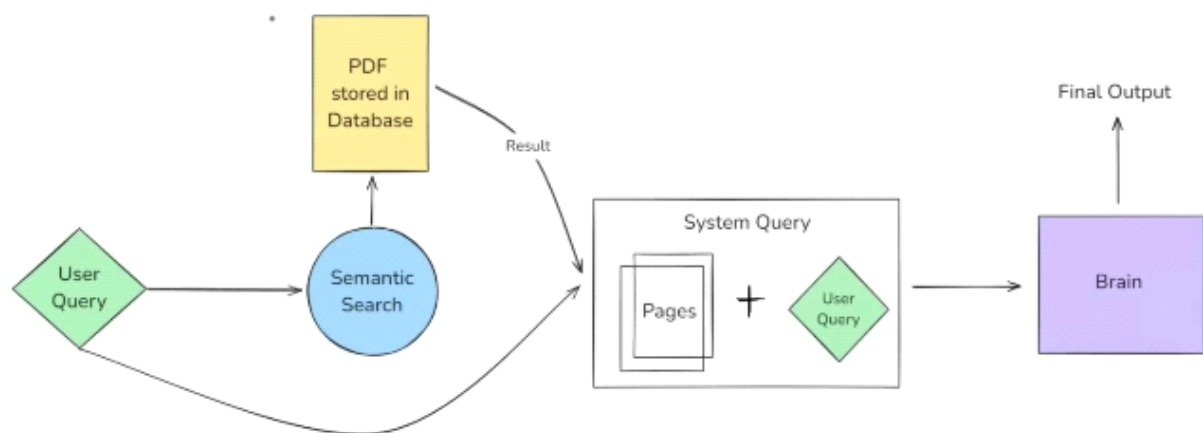 PDF
stored in
Database
Final Output
Result
System Query
User
Query
Semantic
Search
Pages
+
User
Query
Brain